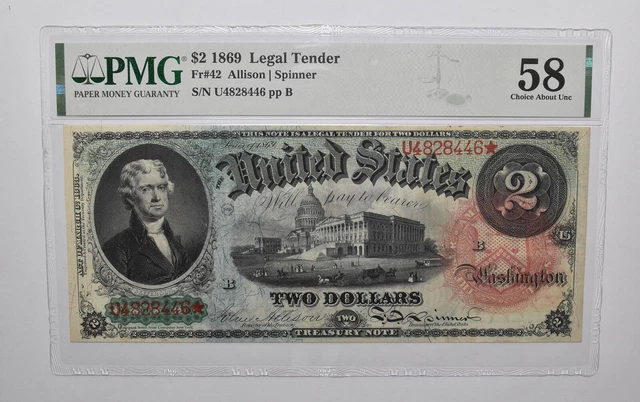 PMG®
PAPER MONEY GUARANTY
$2 1869 Legal Tender
Fr#42 Allison | Spinner
S/N U4828446 pp B
58
Choice About Unc
THIS NOTE IS A LEGAL TENDER FOR TWO DOLLARS
U4828446★
THE United States
2
Will pay to bearer
B
Washington
B
TWO DOLLARS
U4828446★
TWO
TREASURY NOTE